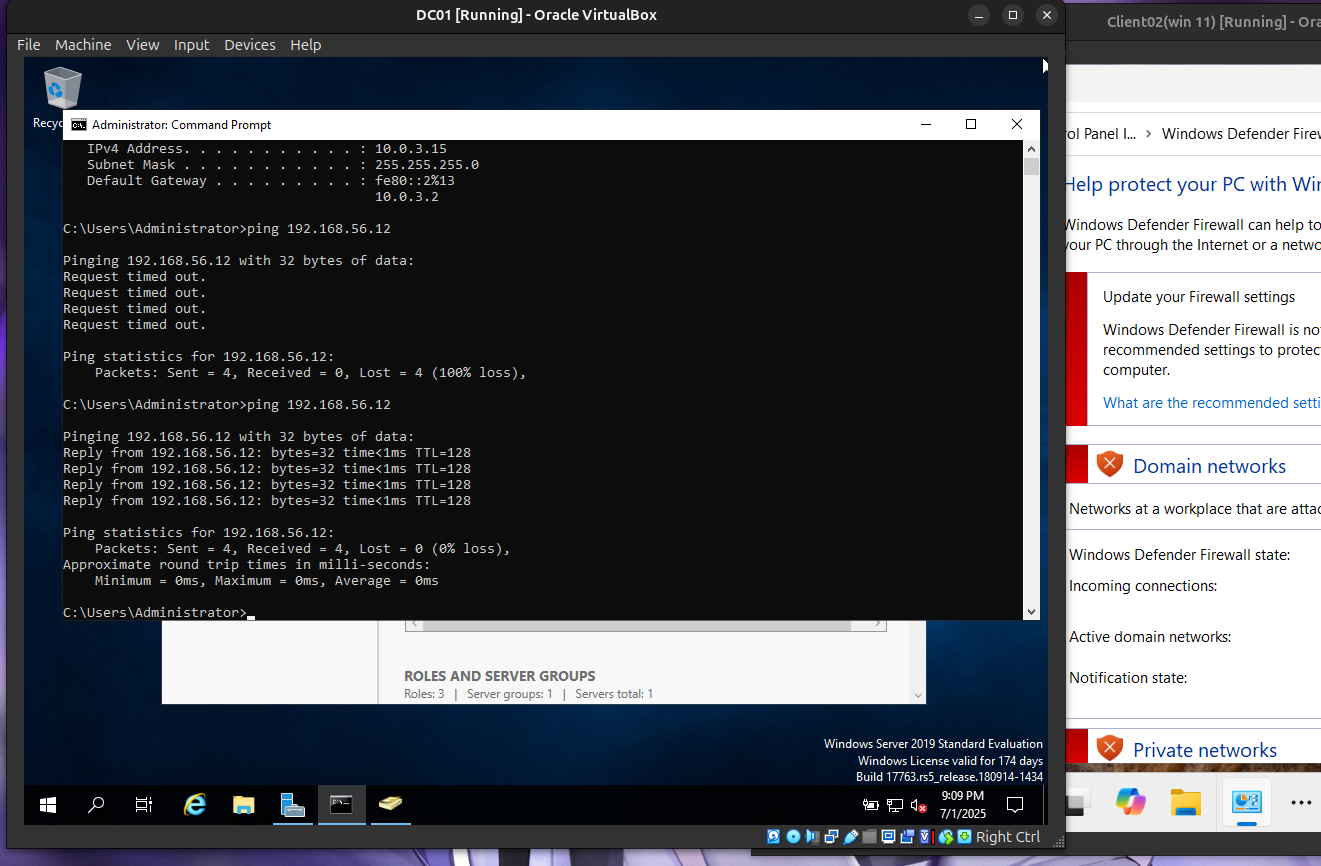 DC01 [Running] - Oracle VirtualBox
File Machine View Input Devices Help
Administrator: Command Prompt
IPv4 Address. . . . . . . . . . . : 10.0.3.15
Subnet Mask . . . . . . . . . . . : 255.255.255.0
Default Gateway . . . . . . . . . : fe80::2%13
10.0.3.2
C:\Users\Administrator>ping 192.168.56.12
Pinging 192.168.56.12 with 32 bytes of data:
Request timed out.
Request timed out.
Request timed out.
Request timed out.
Ping statistics for 192.168.56.12:
Packets: Sent = 4, Received = 0, Lost = 4 (100% loss),
C:\Users\Administrator>ping 192.168.56.12
Pinging 192.168.56.12 with 32 bytes of data:
Reply from 192.168.56.12: bytes=32 time<1ms TTL=128
Reply from 192.168.56.12: bytes=32 time<1ms TTL=128
Reply from 192.168.56.12: bytes=32 time<1ms TTL=128
Reply from 192.168.56.12: bytes=32 time<1ms TTL=128
Ping statistics for 192.168.56.12:
Packets: Sent = 4, Received = 4, Lost = 0 (0% loss),
Approximate round trip times in milli-seconds:
Minimum = 0ms, Maximum = 0ms, Average = 0ms
C:\Users\Administrator>
ROLES AND SERVER GROUPS
Roles: 3 | Server groups: 1 | Servers total: 1
Windows Server 2019 Standard Evaluation
Windows License valid for 174 days
Build 17763.rs5_release.180914-1434
9:09 PM
7/1/2025
Right Ctrl
Client02(win 11) [Running] - Ora
rol Panel I... > Windows Defender Firew
Help protect your PC with Win
Windows Defender Firewall can help to
your PC through the Internet or a netwo
Update your Firewall settings
Windows Defender Firewall is not
recommended settings to protect
computer.
What are the recommended setti
Domain networks
Networks at a workplace that are attac
Windows Defender Firewall state:
Incoming connections:
Active domain networks:
Notification state:
Private networks